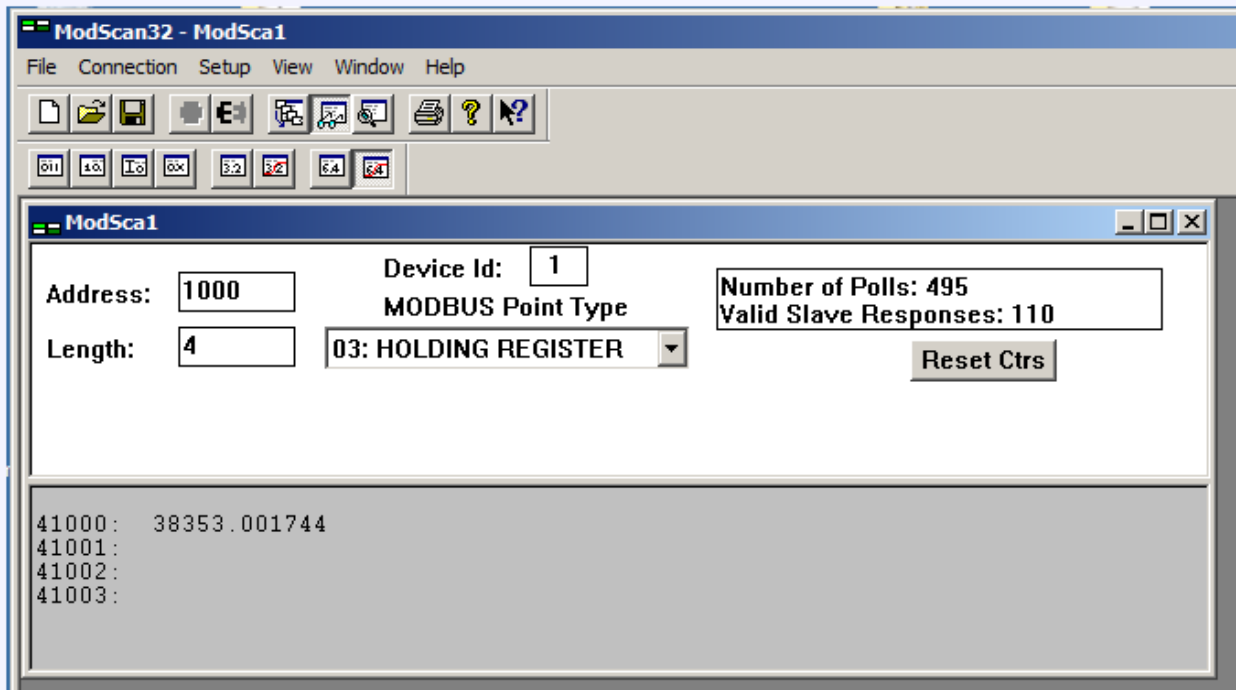 ModScan32 - ModSca1
File Connection Setup View Window Help
ModSca1
Device Id: 1
Address: 1000
MODBUS Point Type
Length: 4
03: HOLDING REGISTER
Number of Polls: 495
Valid Slave Responses: 110
Reset Ctrs
41000: 38353.001744
41001:
41002:
41003: